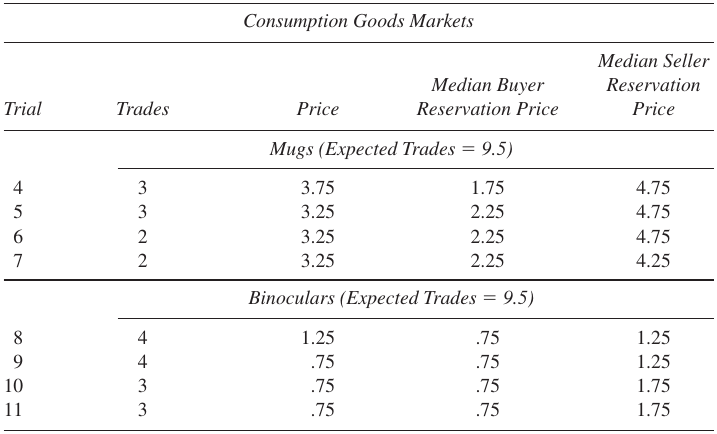 Consumption Goods Markets
Median Seller
Median Buyer Reservation
Trial Trades Price Reservation Price Price
Mugs (Expected Trades = 9.5)
4 3 3.75 1.75 4.75
5 3 3.25 2.25 4.75
6 2 3.25 2.25 4.75
7 2 3.25 2.25 4.25
Binoculars (Expected Trades = 9.5)
8 4 1.25 .75 1.25
9 4 .75 .75 1.25
10 3 .75 .75 1.75
11 3 .75 .75 1.75